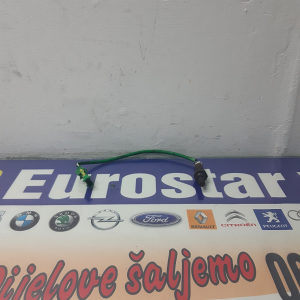 Eurostar
Ford RENAULT CITROËN PEUGEOT
Dijelove šaljemo